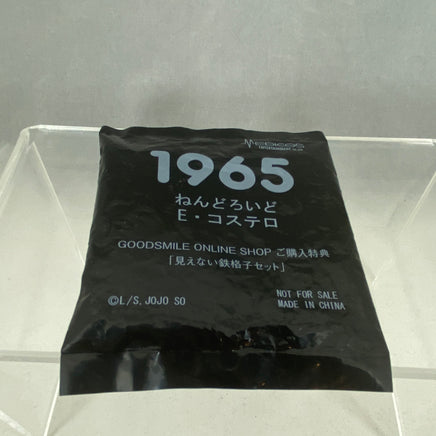 MEDICOS
1965
ねんどろいど
E・コステロ
GOODSMILE ONLINE SHOP ご購入特典
「見えない鉄格子セット」
©L/S, JOJO SO
NOT FOR SALE
MADE IN CHINA